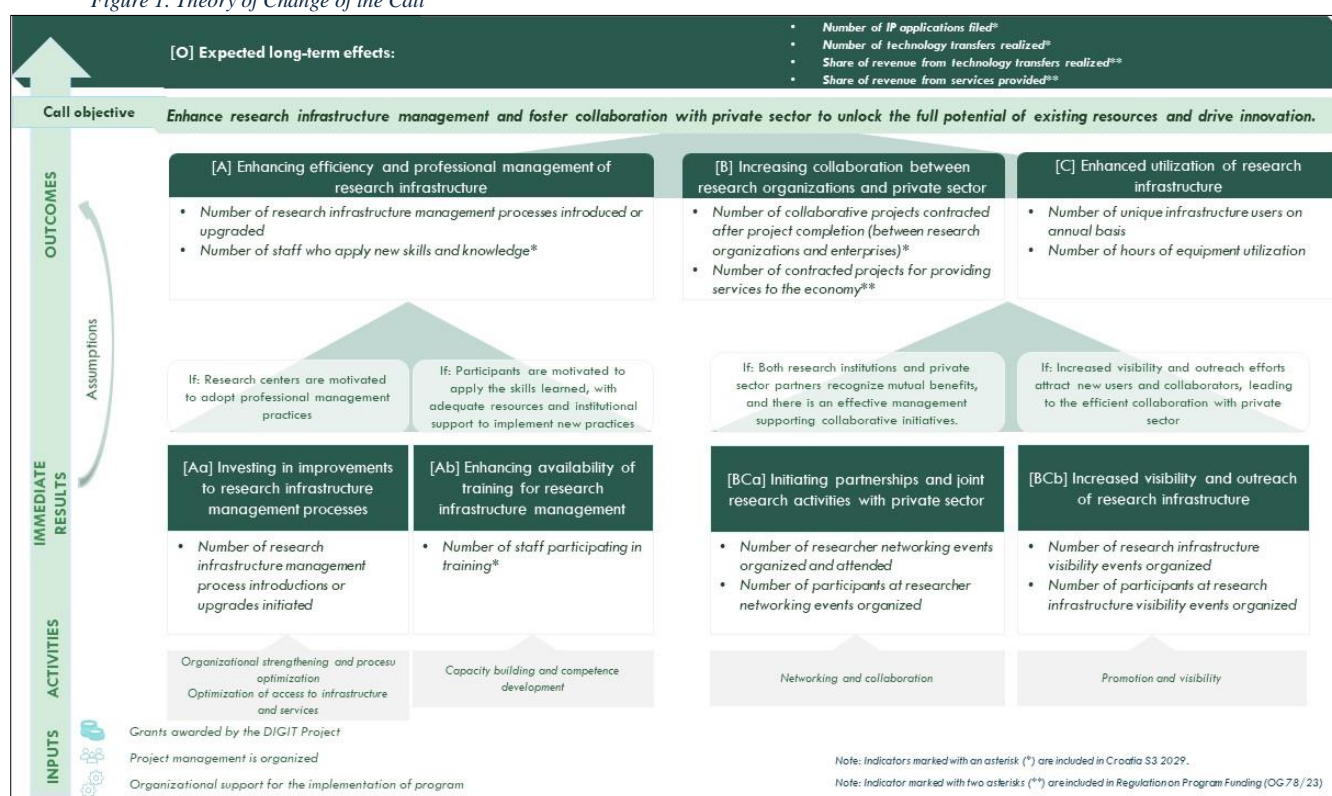 Figure 1. Theory of Change of the Call
[O] Expected long-term effects:
• Number of IP applications filed*
• Number of technology transfers realized*
• Share of revenue from technology transfers realized**
• Share of revenue from services provided**
Call objective
Enhance research infrastructure management and foster collaboration with private sector to unlock the full potential of existing resources and drive innovation.
OUTCOMES
[A] Enhancing efficiency and professional management of
research infrastructure
• Number of research infrastructure management processes introduced or
upgraded
• Number of staff who apply new skills and knowledge*
[B] Increasing collaboration between
research organizations and private sector
• Number of collaborative projects contracted
after project completion (between research
organizations and enterprises)*
• Number of contracted projects for providing
services to the economy**
[C] Enhanced utilization of research
infrastructure
• Number of unique infrastructure users on
annual basis
• Number of hours of equipment utilization
Assumptions
If: Research centers are motivated
to adopt professional management
practices
If: Participants are motivated to
apply the skills learned, with
adequate resources and institutional
support to implement new practices
If: Both research institutions and private
sector partners recognize mutual benefits,
and there is an effective management
supporting collaborative initiatives.
If: Increased visibility and outreach efforts
attract new users and collaborators, leading
to the efficient collaboration with private
sector
IMMEDIATE
RESULTS
[Aa] Investing in improvements
to research infrastructure
management processes
• Number of research
infrastructure management
process introductions or
upgrades initiated
[Ab] Enhancing availability of
training for research
infrastructure management
• Number of staff participating in
training*
[BCa] Initiating partnerships and joint
research activities with private sector
• Number of researcher networking events
organized and attended
• Number of participants at researcher
networking events organized
[BCb] Increased visibility and outreach
of research infrastructure
• Number of research infrastructure
visibility events organized
• Number of participants at research
infrastructure visibility events organized
ACTIVITIES
Organizational strengthening and procesu
optimization
Optimization of access to infrastructure
and services
Capacity building and competence
development
Networking and collaboration
Promotion and visibility
INPUTS
Grants awarded by the DIGIT Project
Project management is organized
Organizational support for the implementation of program
Note: Indicators marked with an asterisk (*) are included in Croatia S3 2029.
Note: Indicator marked with two asterisks (**) are included in Regulation on Program Funding (OG 78/23)